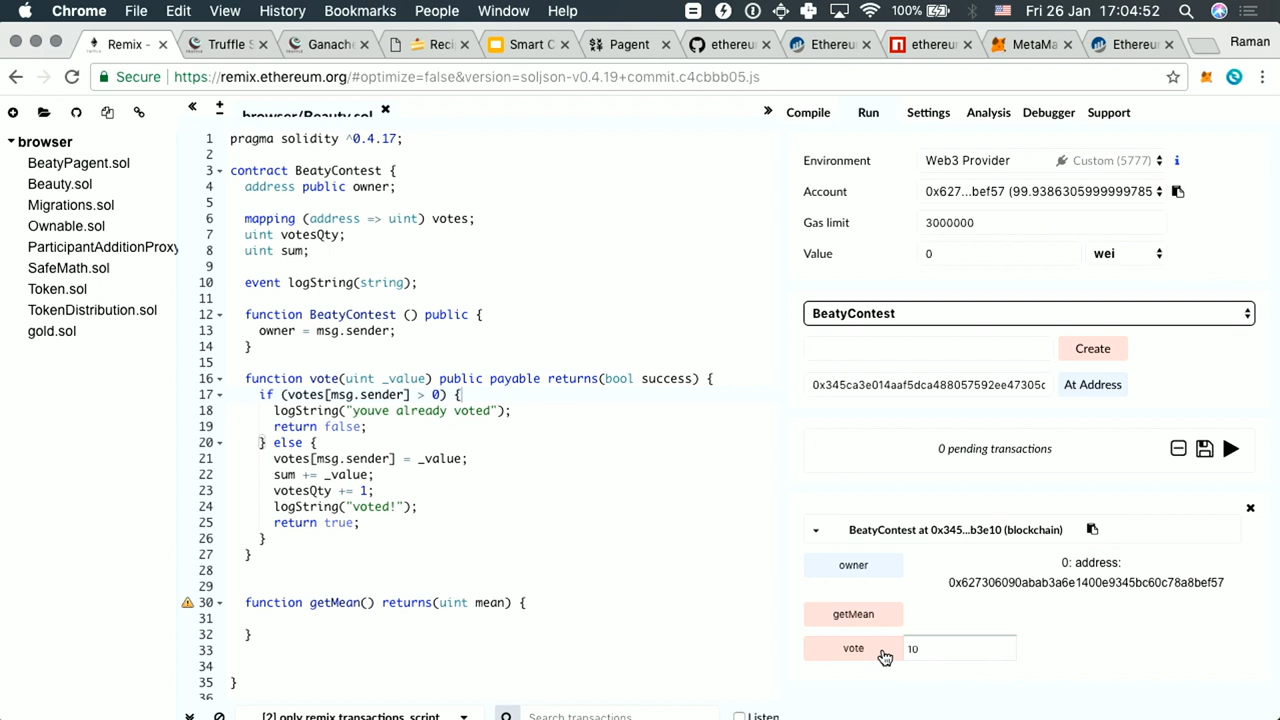 Chrome File Edit View History Bookmarks People Window Help 100% Fri 26 Jan 17:04:52
Remix - Truffle S Ganache Reci Smart C Pagent ethereu Ethereu ethereu MetaMa Ethereu Raman
Secure https://remix.ethereum.org/#optimize=false&version=soljson-v0.4.19+commit.c4cbbb05.js
browser/Beauty.sol
Compile Run Settings Analysis Debugger Support
browser
BeatyPagent.sol
Beauty.sol
Migrations.sol
Ownable.sol
ParticipantAdditionProxy
SafeMath.sol
Token.sol
TokenDistribution.sol
gold.sol
1 pragma solidity ^0.4.17;
2
3 contract BeatyContest {
4 address public owner;
5
6 mapping (address => uint) votes;
7 uint votesQty;
8 uint sum;
9
10 event logString(string);
11
12 function BeatyContest () public {
13 owner = msg.sender;
14 }
15
16 function vote(uint _value) public payable returns(bool success) {
17 if (votes[msg.sender] > 0) {
18 logString("youve already voted");
19 return false;
20 } else {
21 votes[msg.sender] = _value;
22 sum += _value;
23 votesQty += 1;
24 logString("voted!");
25 return true;
26 }
27 }
28
29
30 function getMean() returns(uint mean) {
31
32 }
33
34
35 }
36
[2] only remix transactions, script
Search transactions
Listen
Environment Web3 Provider Custom (5777)
Account 0x627...bef57 (99.9386305999999785
Gas limit 3000000
Value 0 wei
BeatyContest
Create
0x345ca3e014aaf5dca488057592ee47305c At Address
0 pending transactions
BeatyContest at 0x345...b3e10 (blockchain)
owner 0: address:
0x627306090abab3a6e1400e9345bc60c78a8bef57
getMean
vote 10